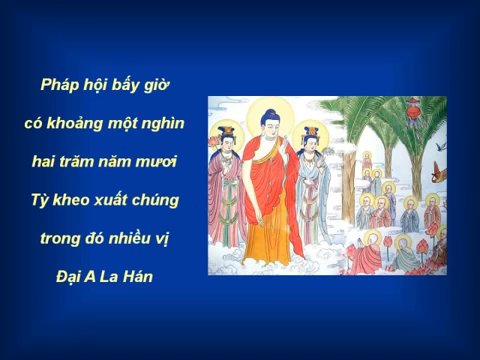 Pháp hội bấy giờ
có khoảng một nghìn
hai trăm năm mươi
Tỳ kheo xuất chúng
trong đó nhiều vị
Đại A La Hán